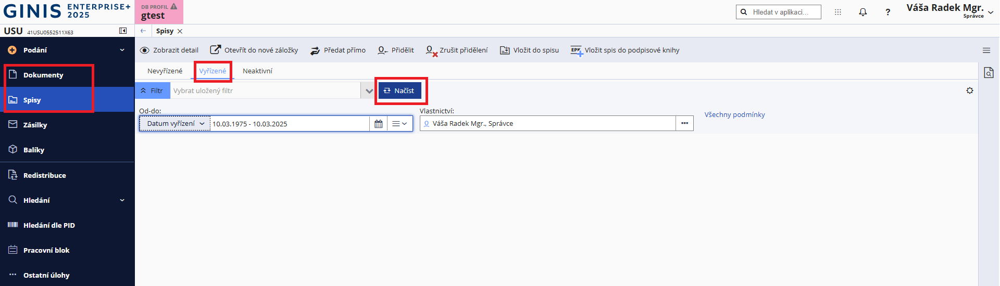 GINIS ENTERPRISE+ 2025
DB PROFIL
gtest
Hledat v aplikaci...
?
Váša Radek Mgr.
Správce
USU 41USU0552511X63
← Spisy ×
Podání
Dokumenty
Spisy
Zásilky
Balíky
Redistribuce
Hledání
Hledání dle PID
Pracovní blok
Ostatní úlohy
Zobrazit detail Otevřít do nové záložky Předat přímo Přidělit Zrušit přidělení Vložit do spisu EPK Vložit spis do podpisové knihy
Nevyřízené Vyřízené Neaktivní
Filtr Vybrat uložený filtr Načíst
Od-do: Vlastnictví:
Datum vyřízení 10.03.1975 - 10.03.2025 Váša Radek Mgr., Správce ... Všechny podmínky